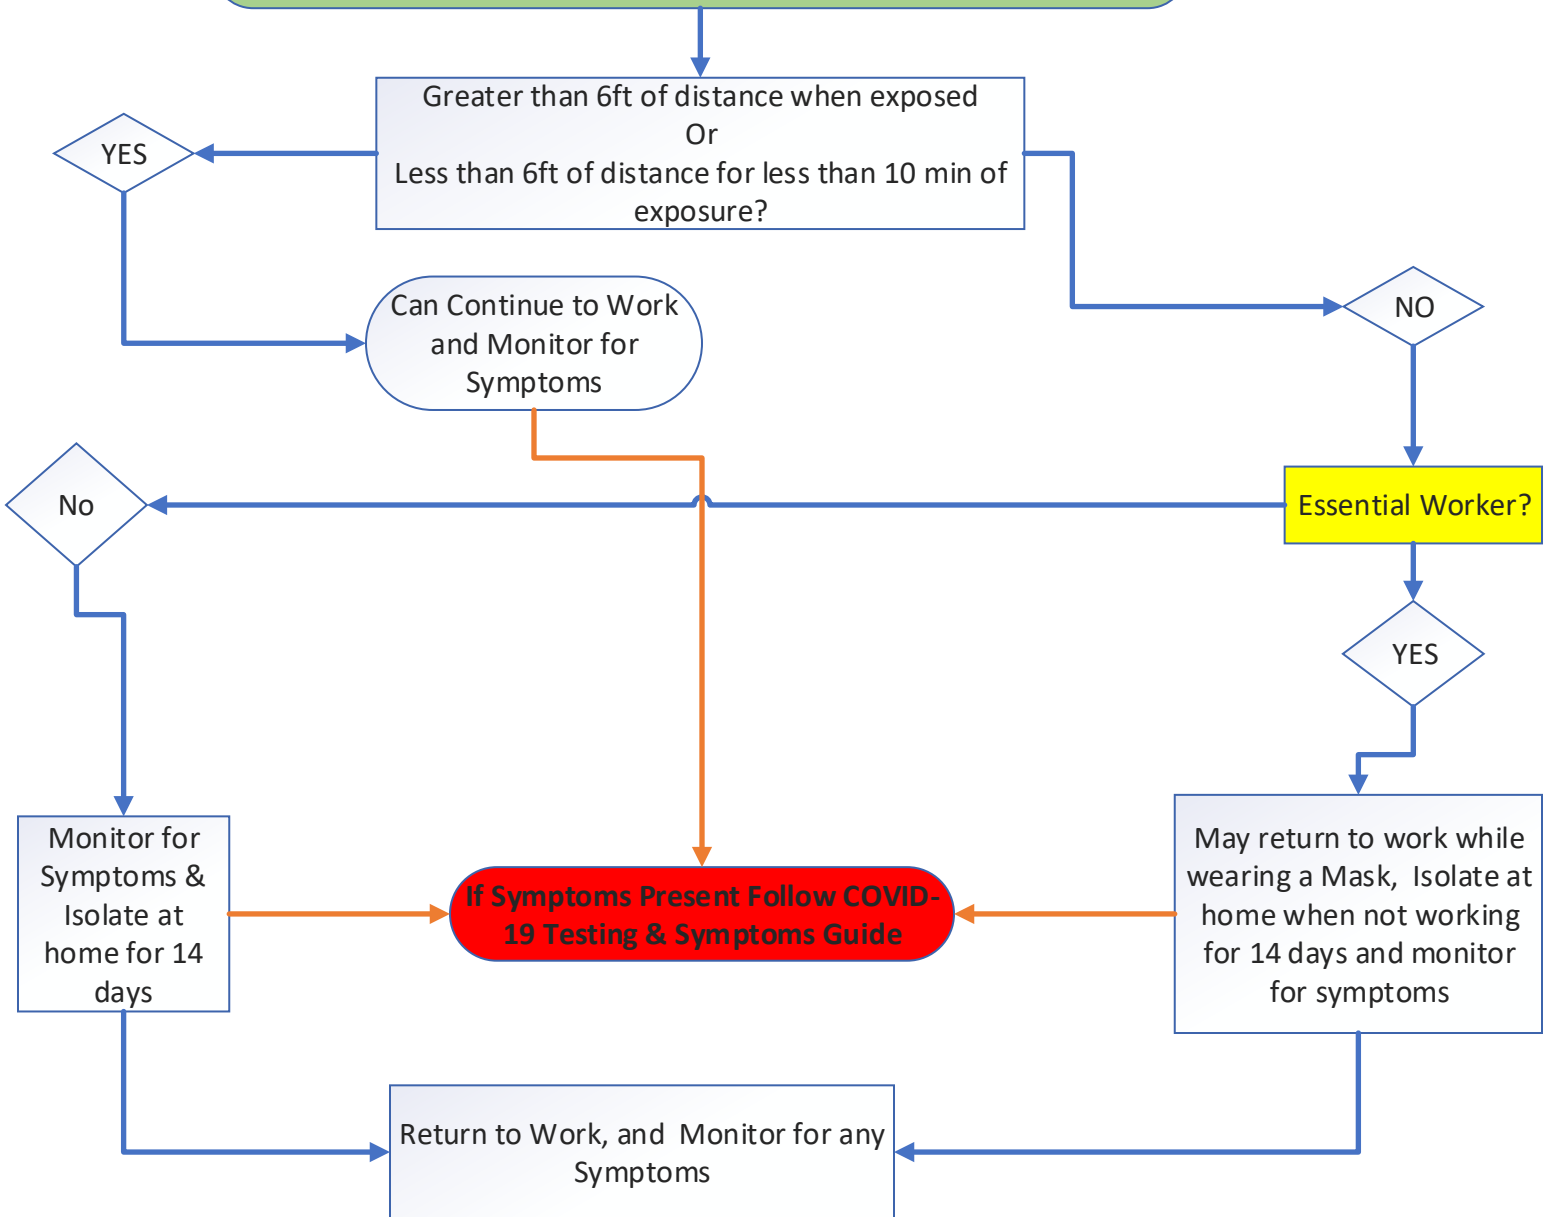 Greater than 6ft of distance when exposed
Or
Less than 6ft of distance for less than 10 min of
exposure?
YES
Can Continue to Work
and Monitor for
Symptoms
NO
No
Essential Worker?
YES
Monitor for
Symptoms &
Isolate at
home for 14
days
If Symptoms Present Follow COVID-
19 Testing & Symptoms Guide
May return to work while
wearing a Mask, Isolate at
home when not working
for 14 days and monitor
for symptoms
Return to Work, and Monitor for any
Symptoms